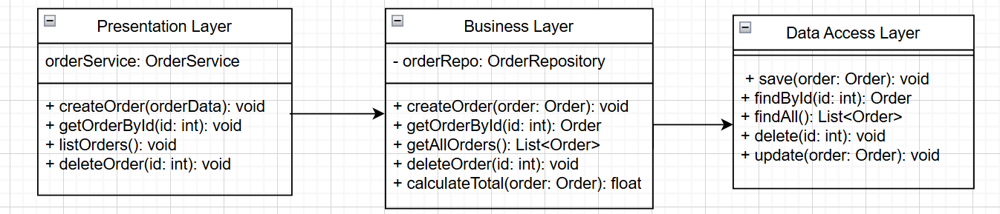 Presentation Layer
orderService: OrderService
+ createOrder(orderData): void
+ getOrderById(id: int): void
+ listOrders(): void
+ deleteOrder(id: int): void
Business Layer
- orderRepo: OrderRepository
+ createOrder(order: Order): void
+ getOrderById(id: int): Order
+ getAllOrders(): List<Order>
+ deleteOrder(id: int): void
+ calculateTotal(order: Order): float
Data Access Layer
+ save(order: Order): void
+ findById(id: int): Order
+ findAll(): List<Order>
+ delete(id: int): void
+ update(order: Order): void